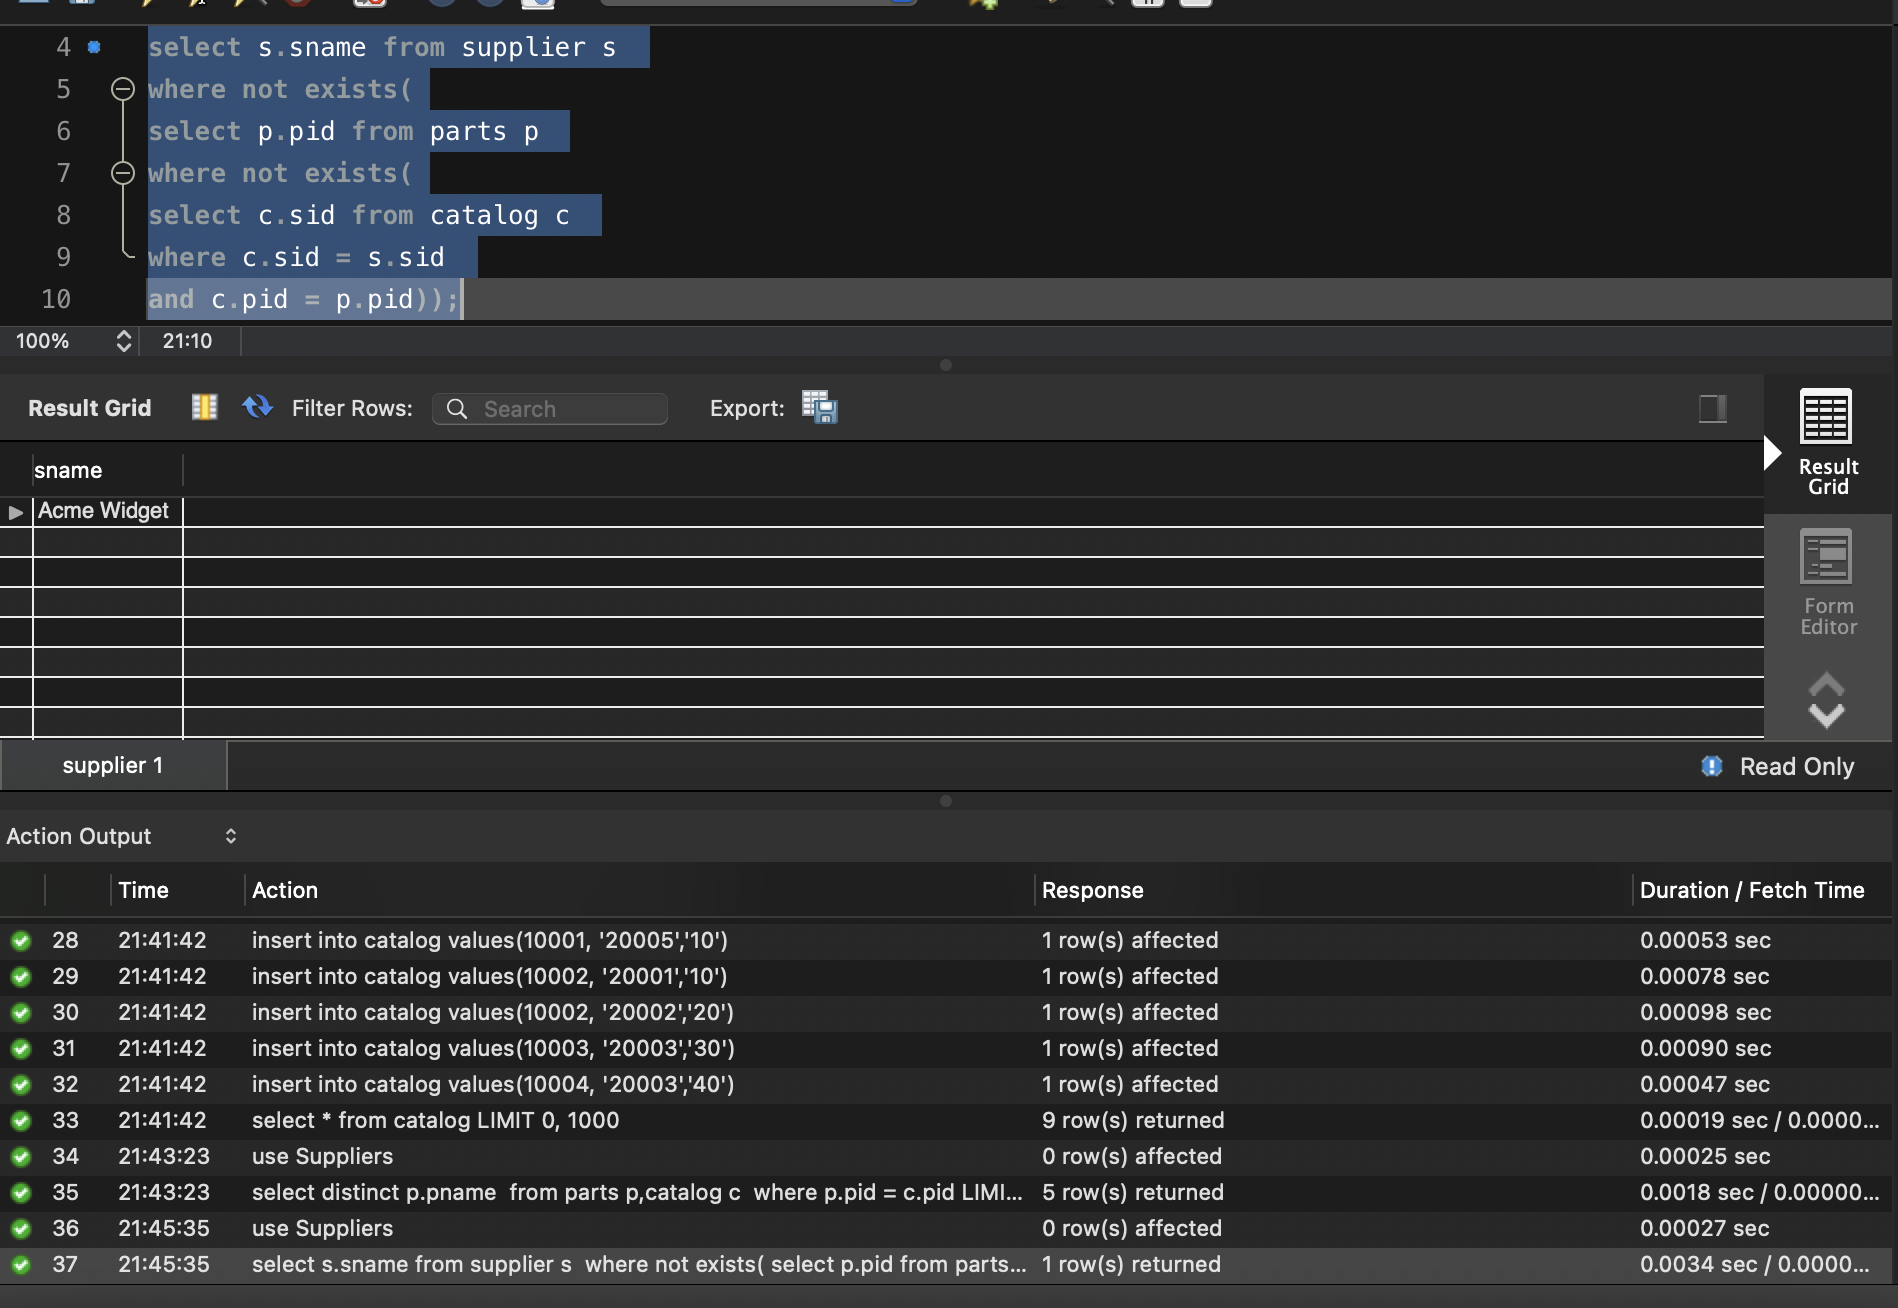 4 select s.sname from supplier s
5 where not exists(
6 select p.pid from parts p
7 where not exists(
8 select c.sid from catalog c
9 where c.sid = s.sid
10 and c.pid = p.pid));
100% 21:10
Result Grid Filter Rows: Search Export:
Result Grid
sname
Acme Widget
Form Editor
supplier 1 Read Only
Action Output
Time Action Response Duration / Fetch Time
28 21:41:42 insert into catalog values(10001, '20005','10') 1 row(s) affected 0.00053 sec
29 21:41:42 insert into catalog values(10002, '20001','10') 1 row(s) affected 0.00078 sec
30 21:41:42 insert into catalog values(10002, '20002','20') 1 row(s) affected 0.00098 sec
31 21:41:42 insert into catalog values(10003, '20003','30') 1 row(s) affected 0.00090 sec
32 21:41:42 insert into catalog values(10004, '20003','40') 1 row(s) affected 0.00047 sec
33 21:41:42 select * from catalog LIMIT 0, 1000 9 row(s) returned 0.00019 sec / 0.0000...
34 21:43:23 use Suppliers 0 row(s) affected 0.00025 sec
35 21:43:23 select distinct p.pname  from parts p,catalog c  where p.pid = c.pid LIMI... 5 row(s) returned 0.0018 sec / 0.00000...
36 21:45:35 use Suppliers 0 row(s) affected 0.00027 sec
37 21:45:35 select s.sname from supplier s  where not exists( select p.pid from parts... 1 row(s) returned 0.0034 sec / 0.0000...